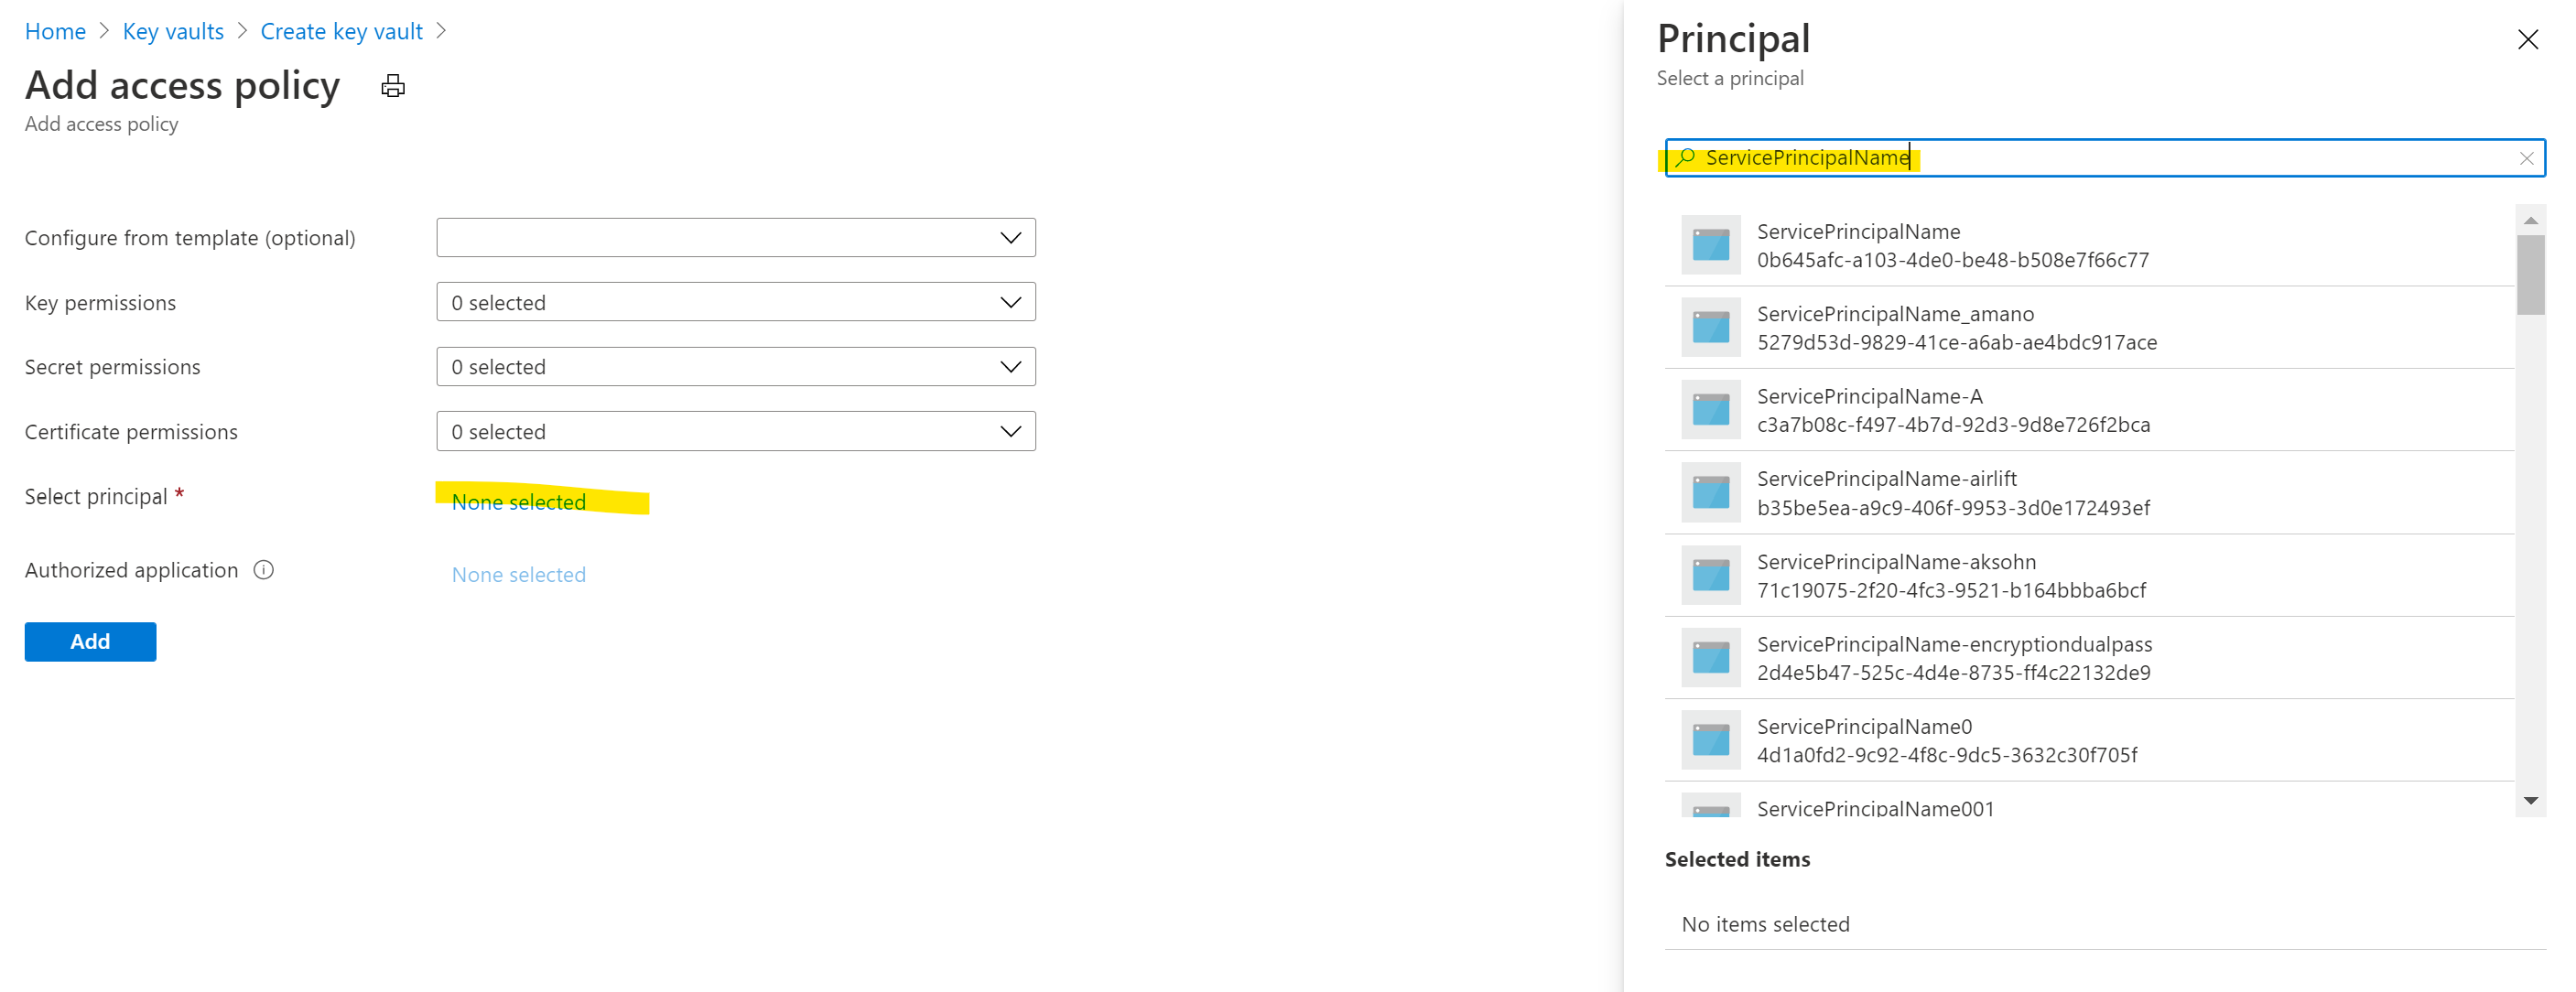 Home > Key vaults > Create key vault >
Add access policy
Add access policy
Configure from template (optional)
Key permissions
0 selected
Secret permissions
0 selected
Certificate permissions
0 selected
Select principal *
None selected
Authorized application
None selected
Add
Principal
Select a principal
ServicePrincipalName
ServicePrincipalName
0b645afc-a103-4de0-be48-b508e7f66c77
ServicePrincipalName_amano
5279d53d-9829-41ce-a6ab-ae4bdc917ace
ServicePrincipalName-A
c3a7b08c-f497-4b7d-92d3-9d8e726f2bca
ServicePrincipalName-airlift
b35be5ea-a9c9-406f-9953-3d0e172493ef
ServicePrincipalName-aksohn
71c19075-2f20-4fc3-9521-b164bbba6bcf
ServicePrincipalName-encryptiondualpass
2d4e5b47-525c-4d4e-8735-ff4c22132de9
ServicePrincipalName0
4d1a0fd2-9c92-4f8c-9dc5-3632c30f705f
ServicePrincipalName001
Selected items
No items selected